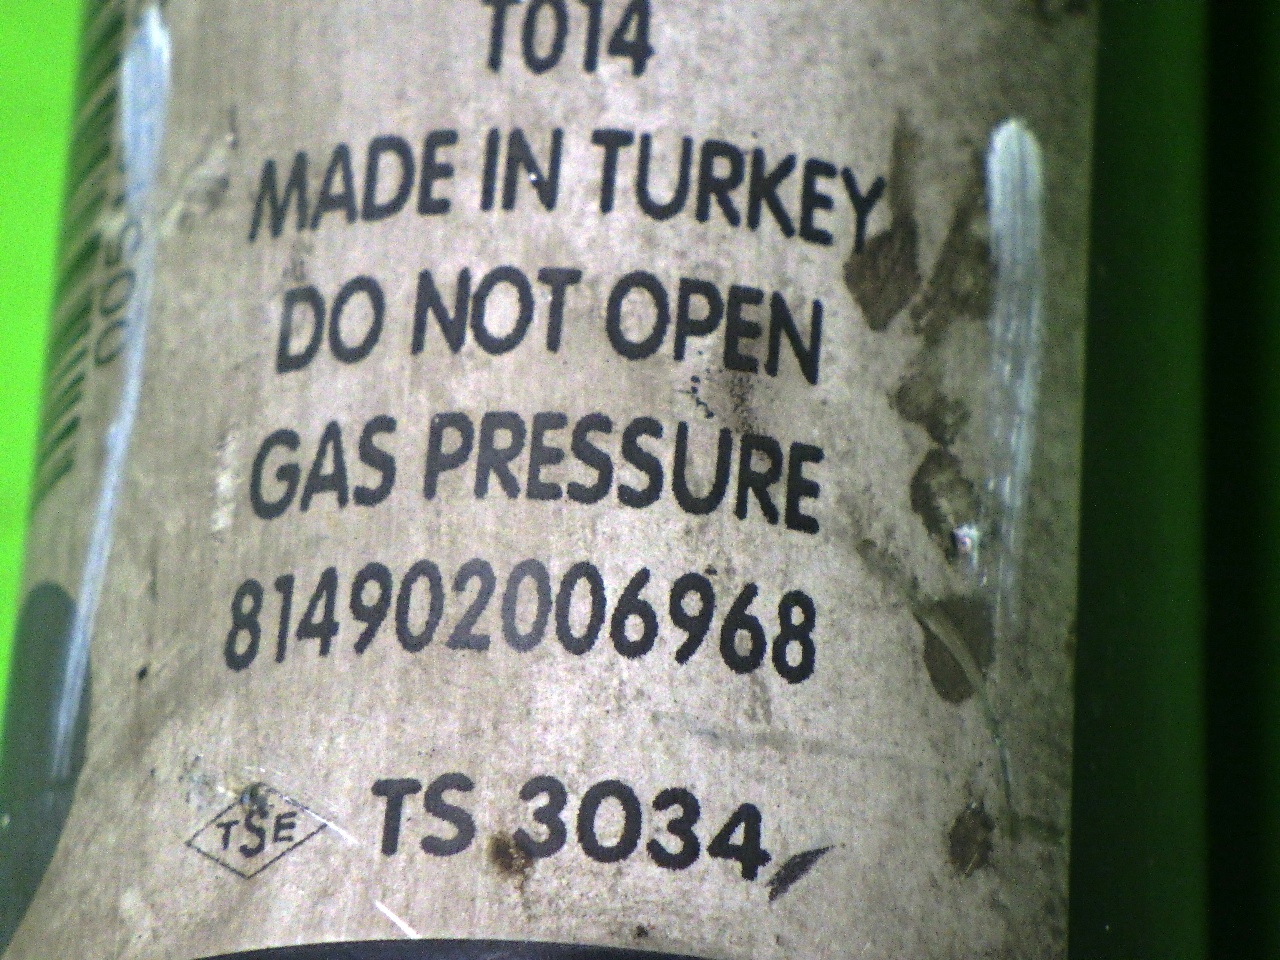 T014
MADE IN TURKEY
DO NOT OPEN
GAS PRESSURE
814902006968
TSE
TS 3034